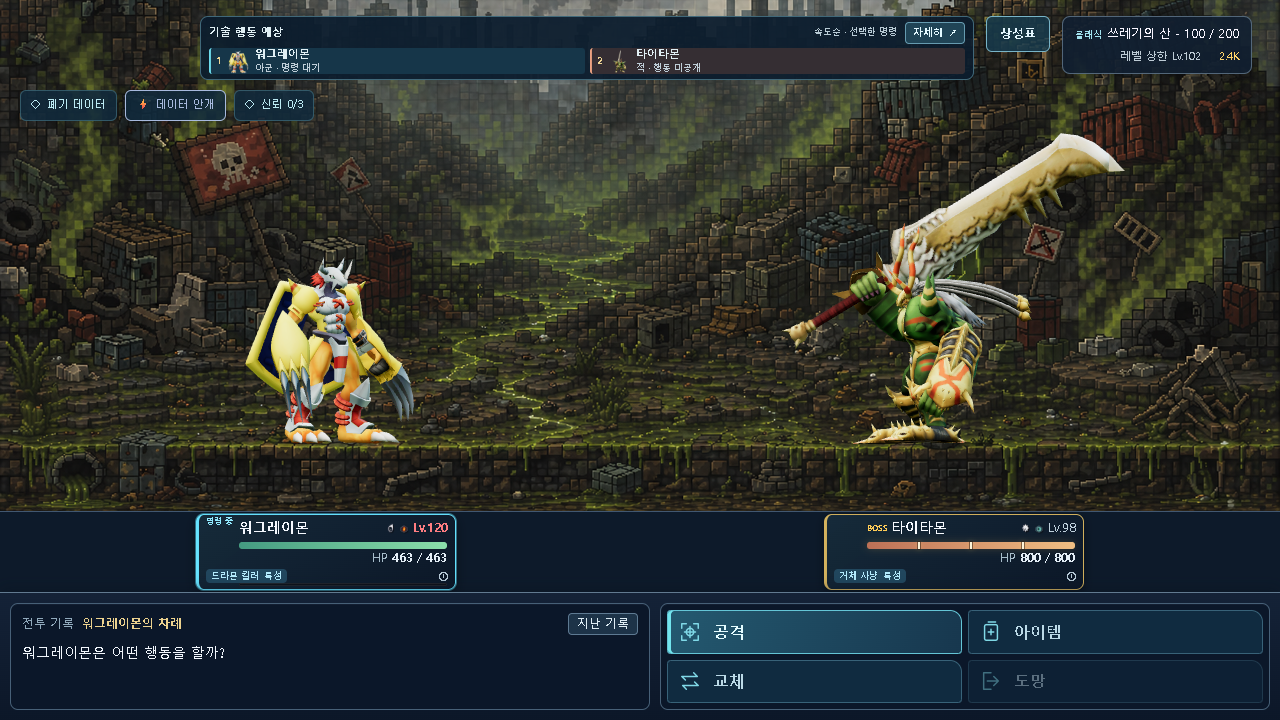 기술 행동 예상
속도순 · 선택한 명령
자세히 ↗
1 워그레이몬
아군 · 명령 대기
2 타이타몬
적 · 행동 미공개
상성표
클래식 쓰레기의 산 - 100 / 200
레벨 상한 Lv.102 24K
◇ 폐기 데이터
데이터 안개
◇ 신뢰 0/3
명령 중 워그레이몬 Lv.120
HP 463 / 463
드라몬 킬러 특성
BOSS 타이타몬 Lv.98
HP 800 / 800
거체 사냥 특성
전투 기록 워그레이몬의 차례
지난 기록
워그레이몬은 어떤 행동을 할까?
공격
아이템
교체
도망